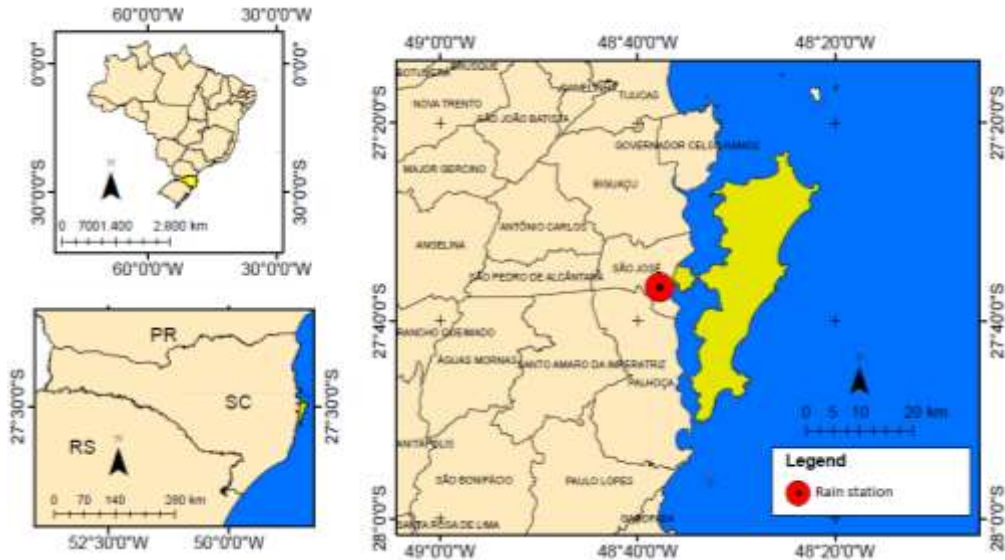 60°0'0"W 30°0'0"W
0°0'0" 0°0'0"
30°0'0"S 30°0'0"S
0 7001.400 2.800 km
60°0'0"W 30°0'0"W
PR
SC
RS
27°30'0"S 27°30'0"S
0 70 140 280 km
52°30'0"W 50°0'0"W
49°0'0"W 48°40'0"W 48°20'0"W
BRUSQUE
TIJUCAS
NOVA TRENTO
SÃO JOÃO BATISTA
27°20'0"S 27°20'0"S
GOVERNADOR CELSO RAMOS
MAJOR GERCINO
BIGUAÇU
ANTÔNIO CARLOS
ANGELINA
SÃO JOSÉ
SÃO PEDRO DE ALCÂNTARA
27°40'0"S 27°40'0"S
RANCHO QUEIMADO
ÁGUAS MORNAS
SANTO AMARO DA IMPERATRIZ
PALHOÇA
0 5 10 20 km
ANITÁPOLIS
SÃO BONIFÁCIO
PAULO LOPES
Legend
Rain station
GAROPABA
SANTA ROSA DE LIMA
28°0'0"S 28°0'0"S
49°0'0"W 48°40'0"W 48°20'0"W